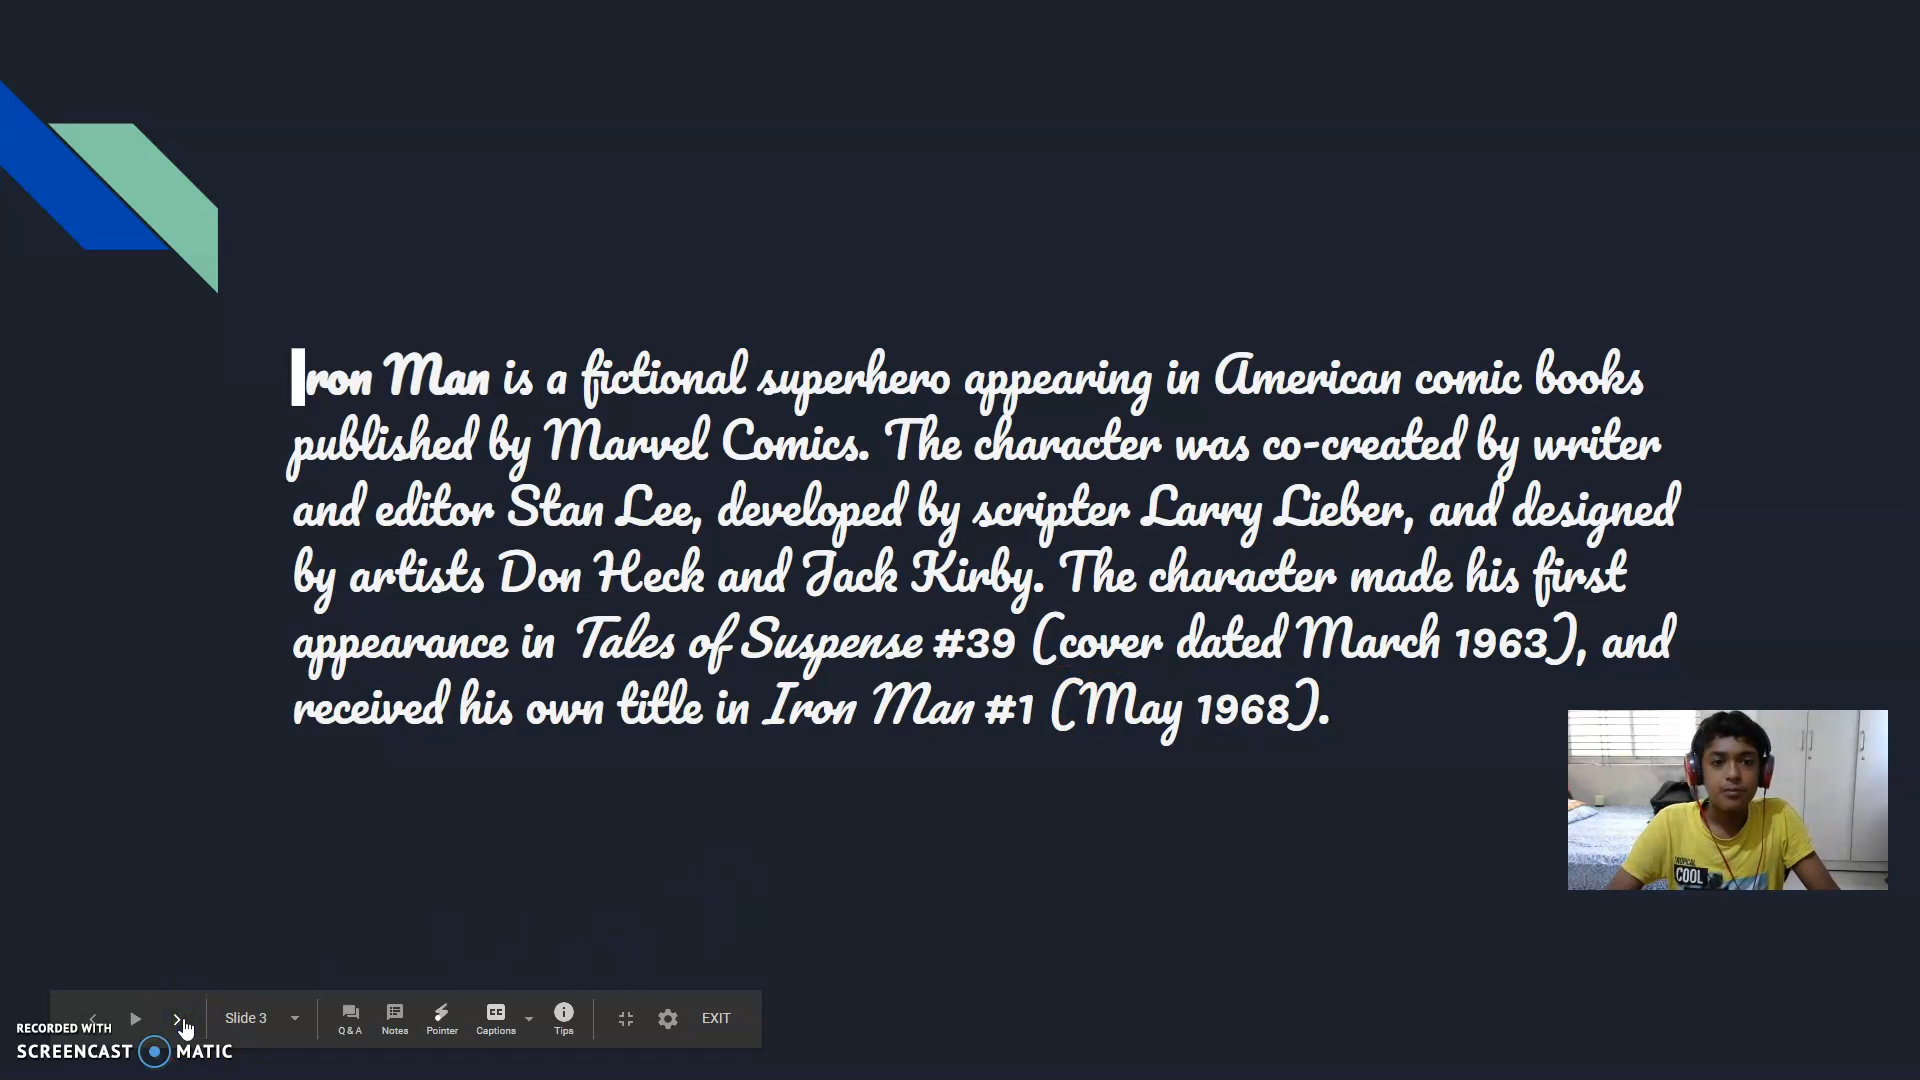 Iron Man is a fictional superhero appearing in American comic books
published by Marvel Comics. The character was co-created by writer
and editor Stan Lee, developed by scripter Larry Lieber, and designed
by artists Don Heck and Jack Kirby. The character made his first
appearance in Tales of Suspense #39 (cover dated March 1963), and
received his own title in Iron Man #1 (May 1968).
TROPICAL
COOL
Slide 3
Q & A
Notes
Pointer
CC
Captions
Tips
EXIT
RECORDED WITH
SCREENCAST MATIC